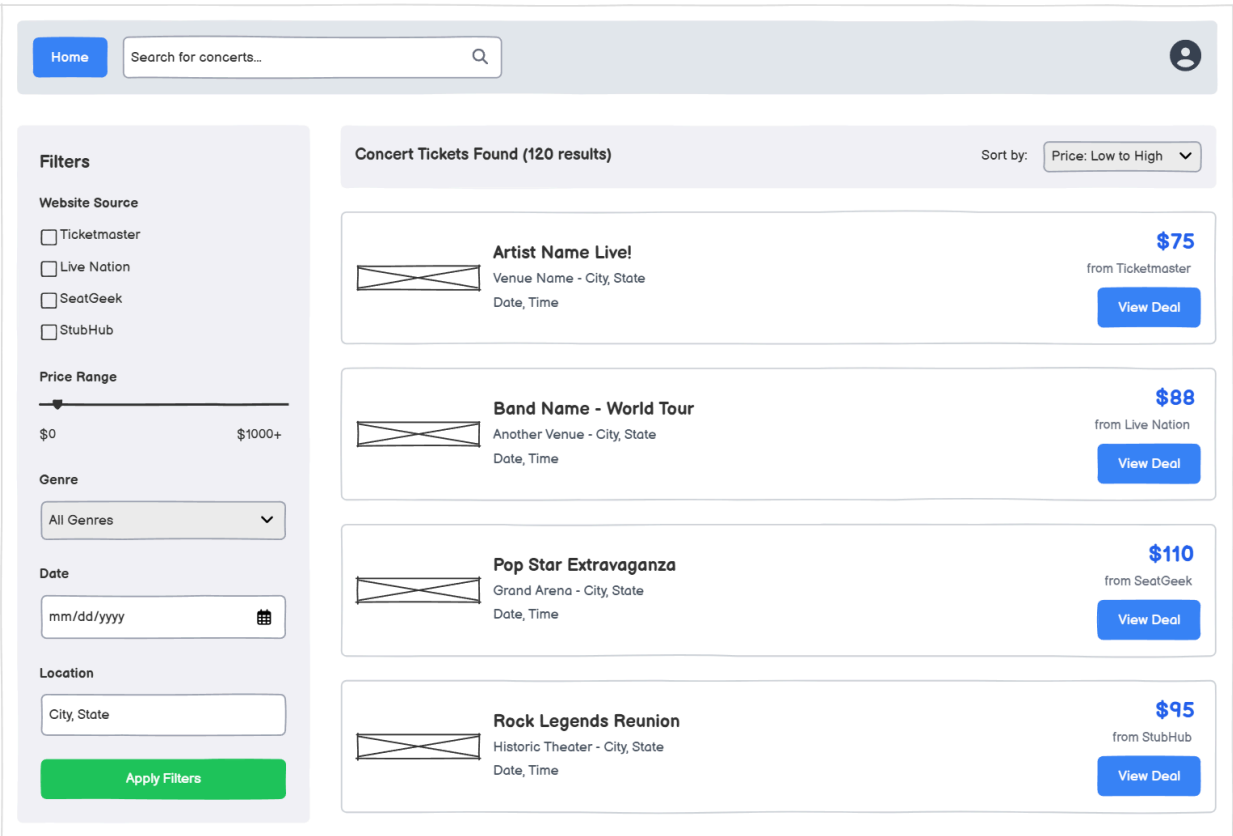 Home
Search for concerts...
Filters
Website Source
Ticketmaster
Live Nation
SeatGeek
StubHub
Price Range
$0 $1000+
Genre
All Genres
Date
mm/dd/yyyy
Location
City, State
Apply Filters
Concert Tickets Found (120 results)
Sort by: Price: Low to High
Artist Name Live!
Venue Name - City, State
Date, Time
$75
from Ticketmaster
View Deal
Band Name - World Tour
Another Venue - City, State
Date, Time
$88
from Live Nation
View Deal
Pop Star Extravaganza
Grand Arena - City, State
Date, Time
$110
from SeatGeek
View Deal
Rock Legends Reunion
Historic Theater - City, State
Date, Time
$95
from StubHub
View Deal